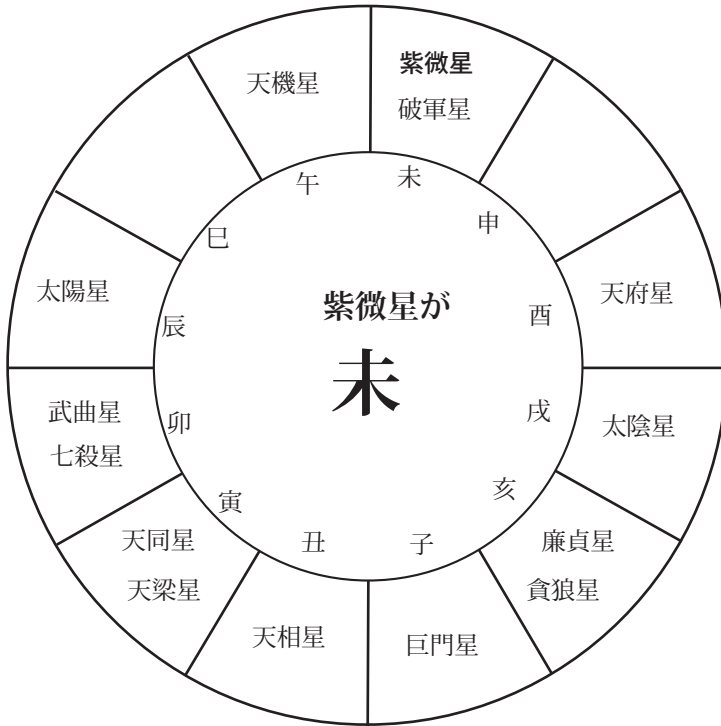 紫微星
破軍星
天機星
天府星
太陽星
太陰星
武曲星
七殺星
廉貞星
貪狼星
天同星
天梁星
天相星
巨門星
午
未
申
巳
酉
辰
戌
卯
亥
寅
丑
子
紫微星が
未